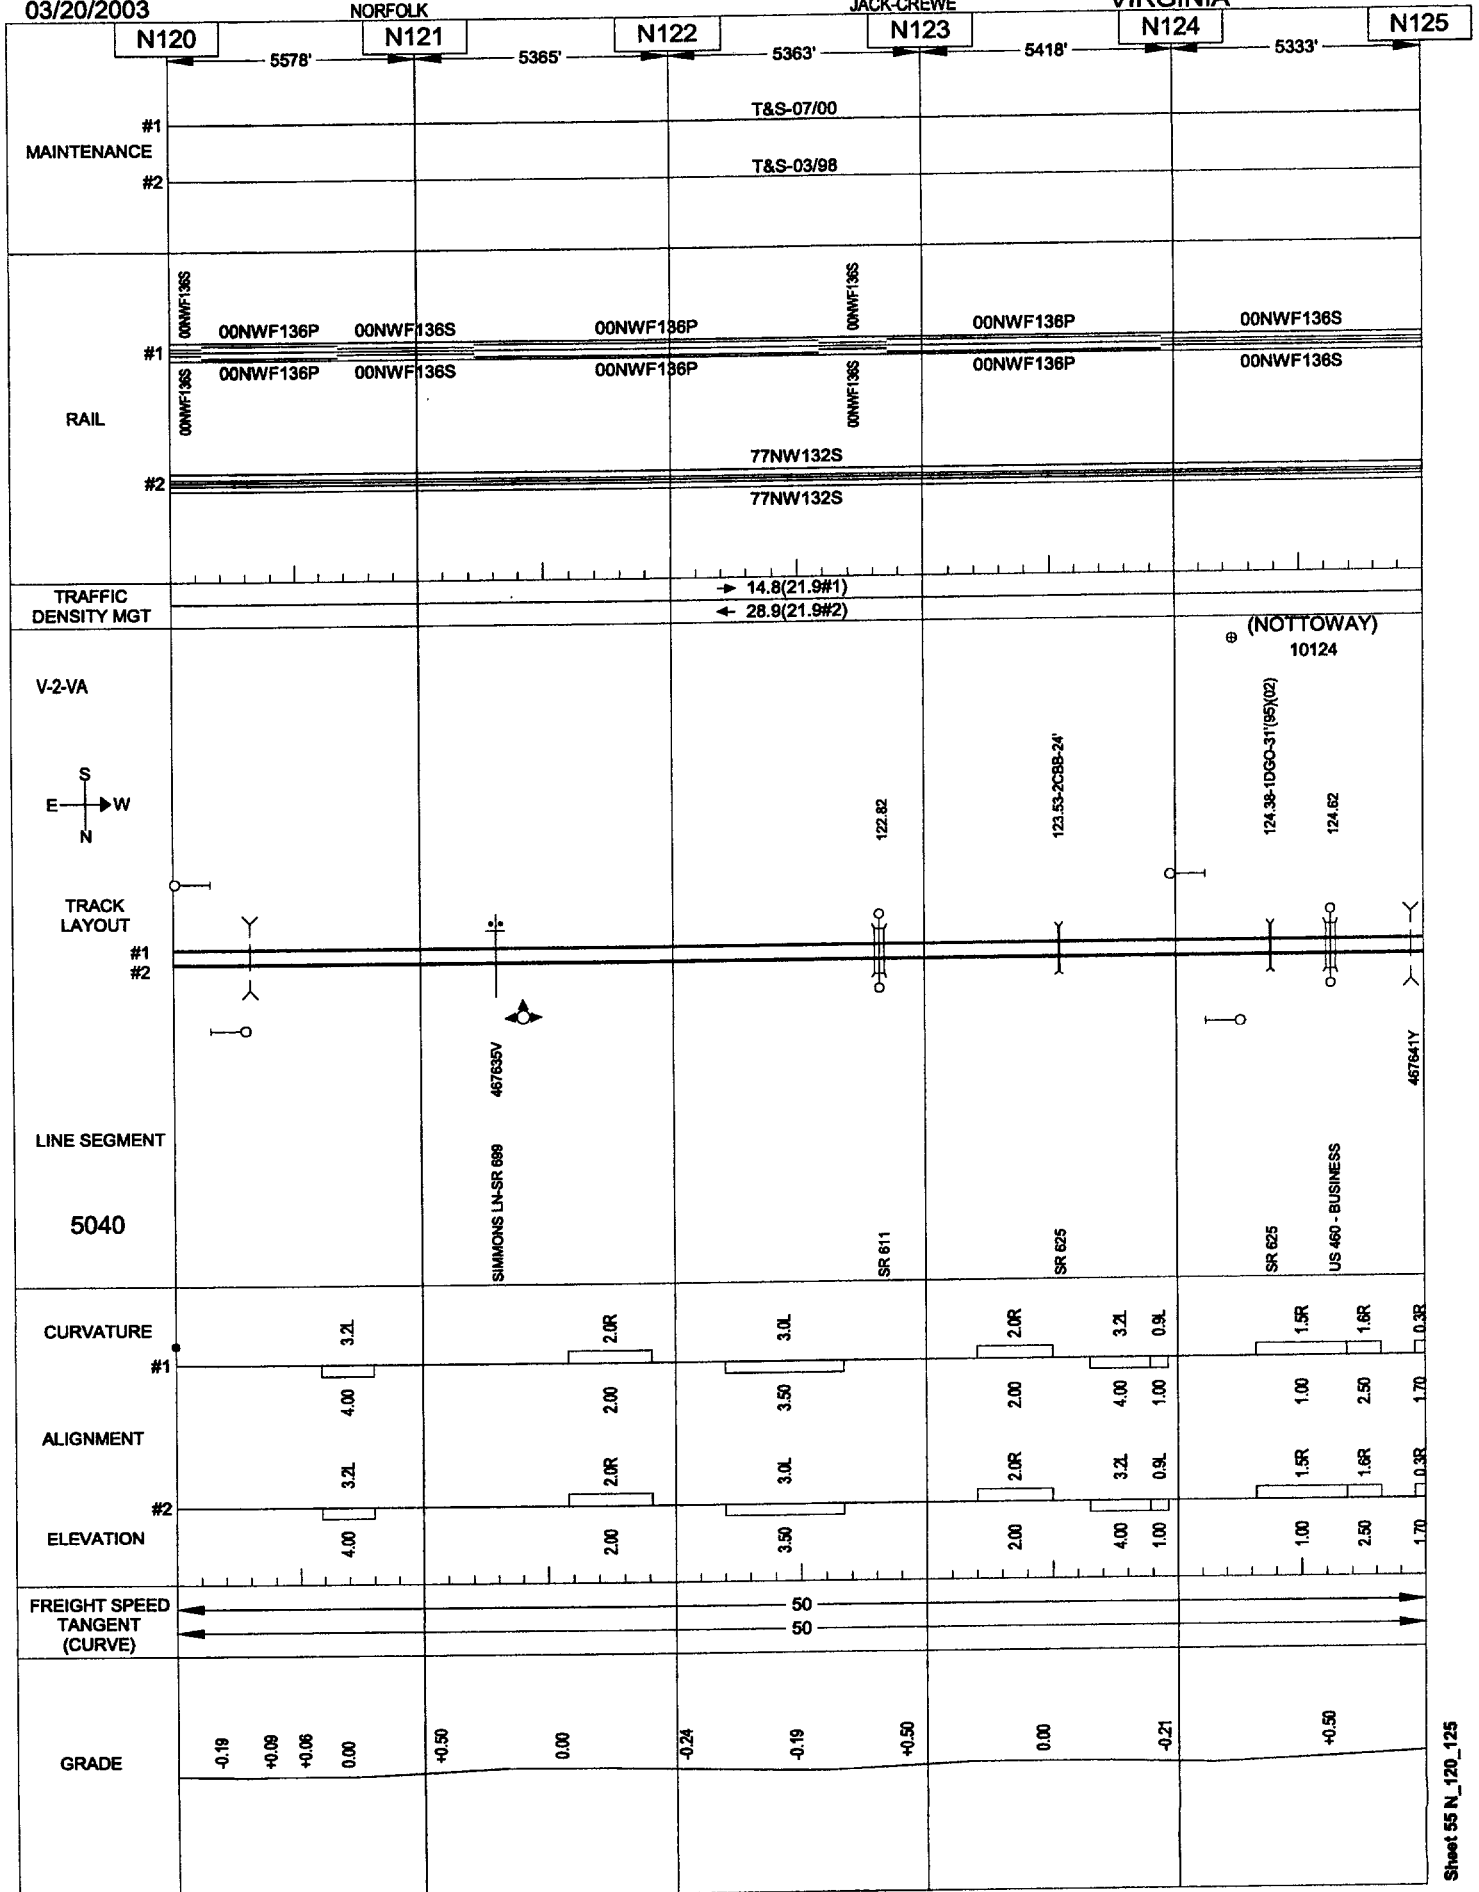 03/20/2003
NORFOLK
JACK-CREWE
VIRGINIA
N120
N121
N122
N123
N124
N125
5578'
5365'
5363'
5418'
5333'
T&S-07/00
#1
MAINTENANCE
T&S-03/98
#2
00NWF136S
00NWF136S
00NWF136P
00NWF136S
00NWF136P
00NWF136P
00NWF136S
#1
00NWF136P
00NWF136S
00NWF136P
00NWF136P
00NWF136S
00NWF136S
00NWF136S
RAIL
77NW132S
#2
77NW132S
TRAFFIC
DENSITY MGT
14.8(21.9#1)
28.9(21.9#2)
(NOTTOWAY)
10124
V-2-VA
S
E
W
N
122.82
123.53-2CBB-24'
124.38-1DGO-31'(95)(02)
124.62
TRACK
LAYOUT
#1
#2
467635V
467641Y
LINE SEGMENT
5040
SIMMONS LN-SR 699
SR 611
SR 625
SR 625
US 460 - BUSINESS
CURVATURE
3.2L
2.0R
3.0L
2.0R
3.2L
0.9L
1.5R
1.6R
0.3R
#1
4.00
2.00
3.50
2.00
4.00
1.00
1.00
2.50
1.70
ALIGNMENT
3.2L
2.0R
3.0L
2.0R
3.2L
0.9L
1.5R
1.6R
0.3R
#2
ELEVATION
4.00
2.00
3.50
2.00
4.00
1.00
1.00
2.50
1.70
FREIGHT SPEED
TANGENT
(CURVE)
50
50
GRADE
-0.19
+0.09
+0.06
0.00
+0.50
0.00
-0.24
-0.19
+0.50
0.00
-0.21
+0.50
Sheet 55 N_120_125